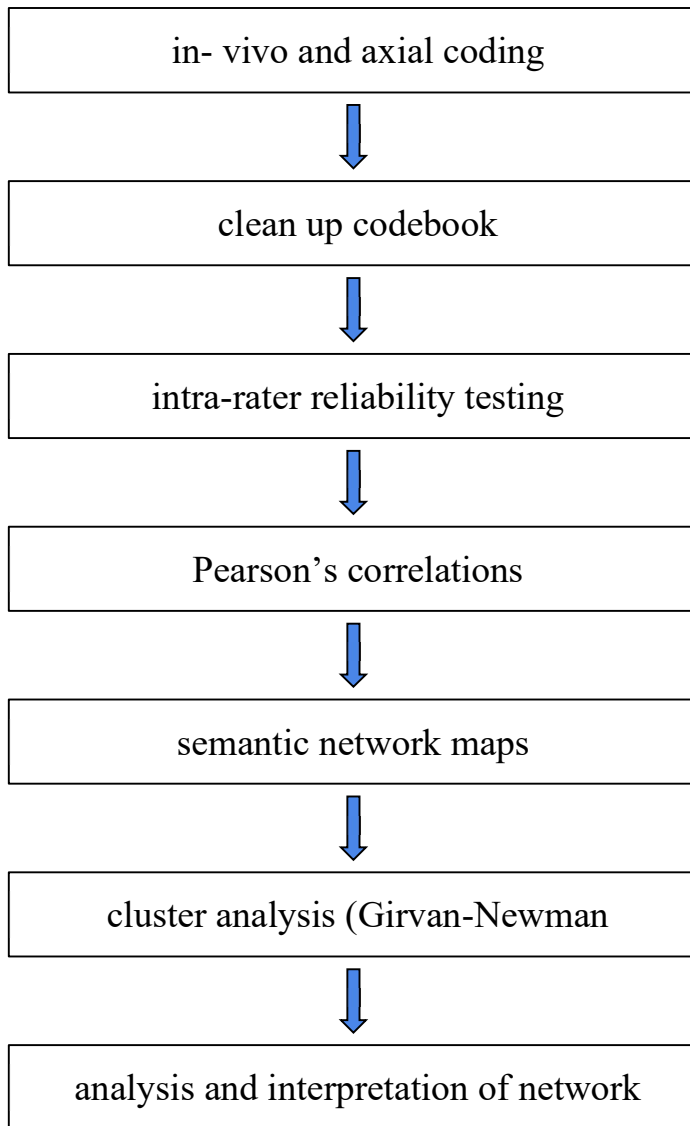 in- vivo and axial coding
clean up codebook
intra-rater reliability testing
Pearson’s correlations
semantic network maps
cluster analysis (Girvan-Newman
analysis and interpretation of network